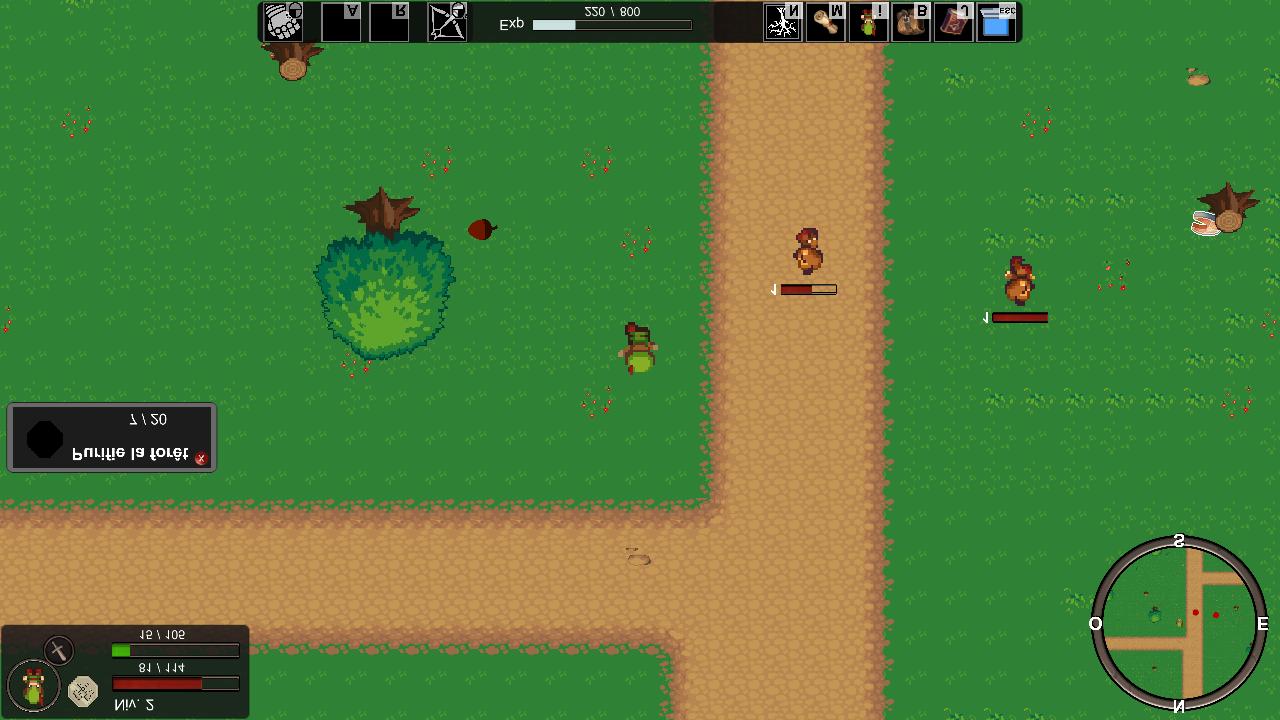 Niv. 2
81 / 114
15 / 105
N
O
E
S
Purifie la forêt
x
7 / 20
1
1
A
R
Exp
220 / 800
N
M
I
B
J
ESC